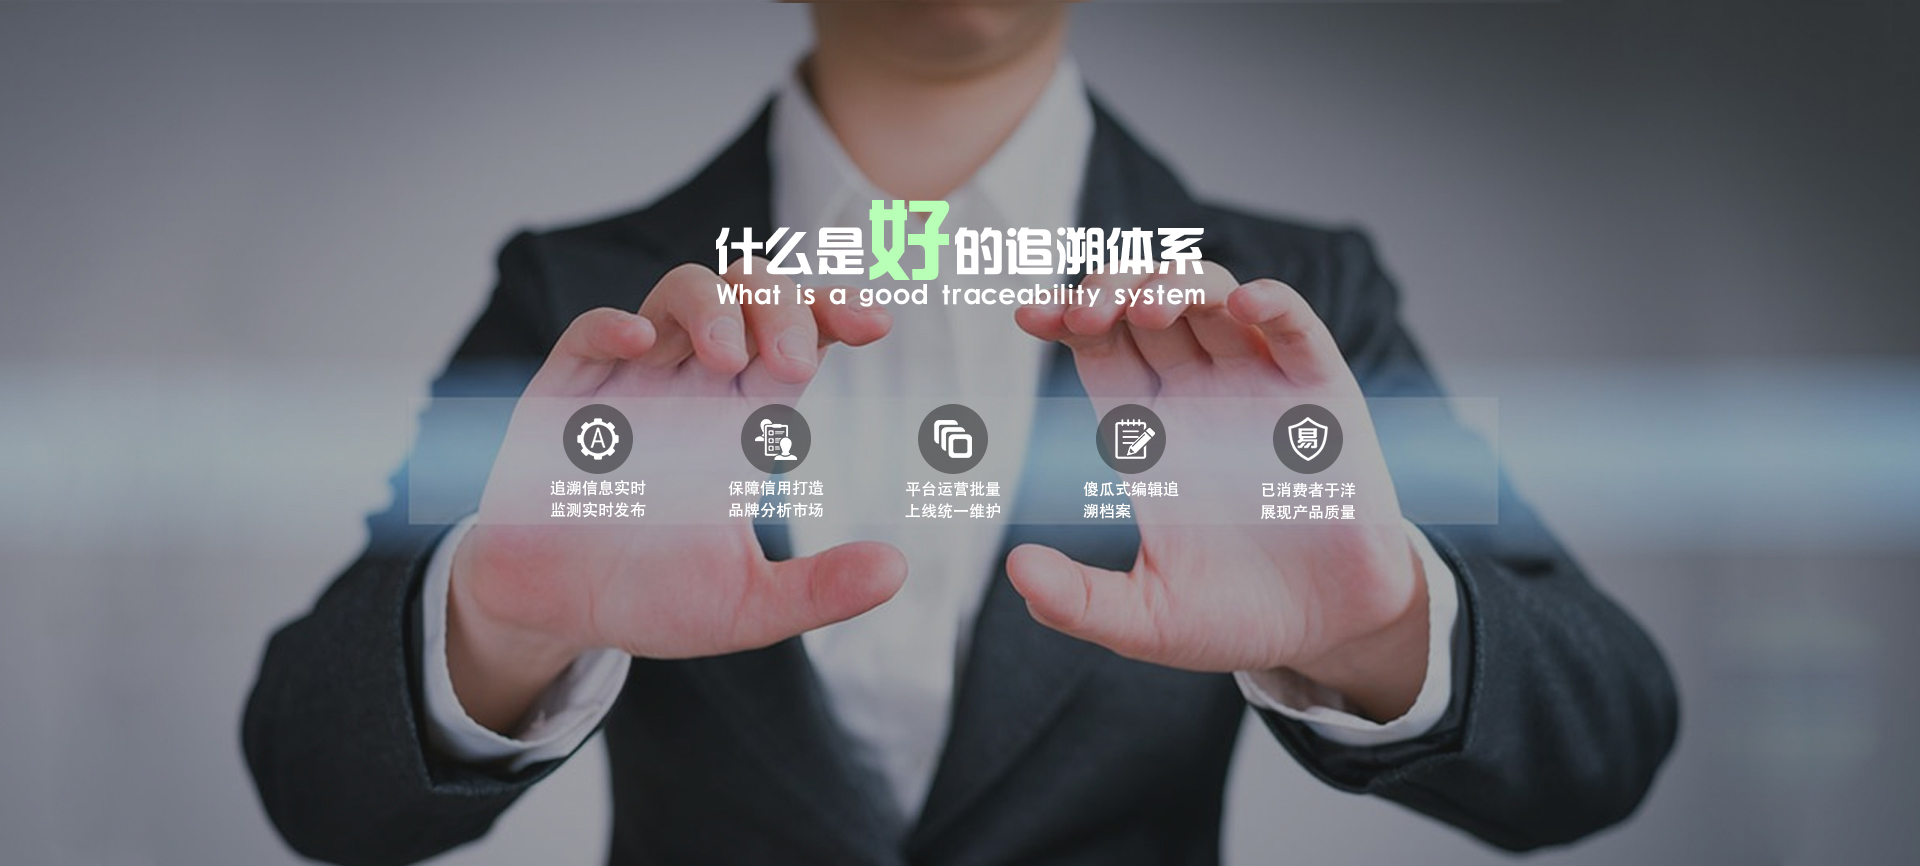 什么是好的追溯体系
What is a good traceability system
A
追溯信息实时
监测实时发布
保障信用打造
品牌分析市场
平台运营批量
上线统一维护
傻瓜式编辑追
溯档案
易
已消费者于洋
展现产品质量